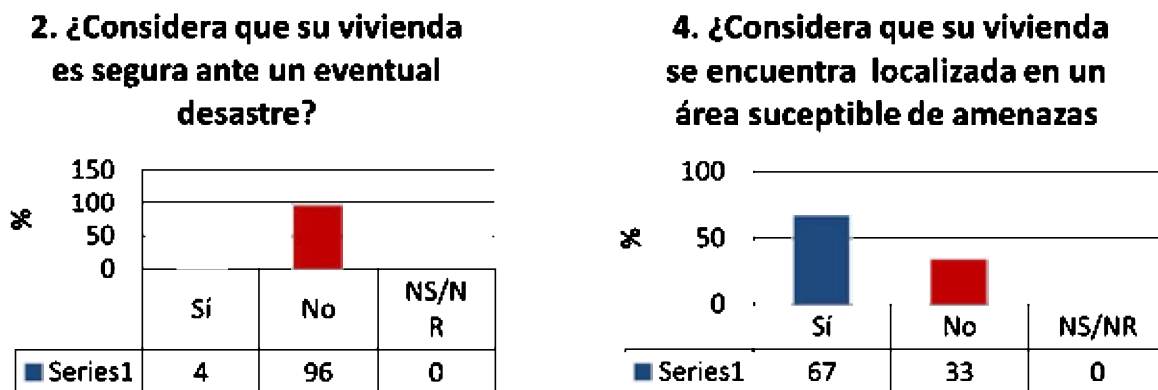 2. ¿Considera que su vivienda
es segura ante un eventual
desastre?
150
100
50
0
%
Sí No NS/N
R
Series1 4 96 0
4. ¿Considera que su vivienda
se encuentra localizada en un
área suceptible de amenazas
100
50
0
%
Sí No NS/NR
Series1 67 33 0